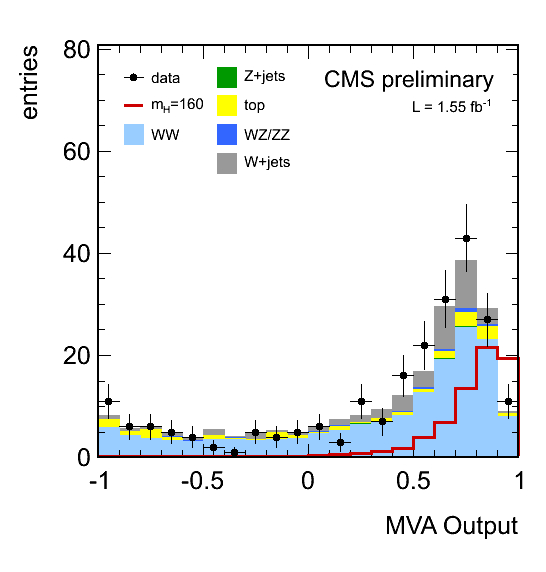 entries
80
60
40
20
0
data
m_H=160
WW
Z+jets
top
WZ/ZZ
W+jets
CMS preliminary
L = 1.55 fb⁻¹
-1 -0.5 0 0.5 1
MVA Output